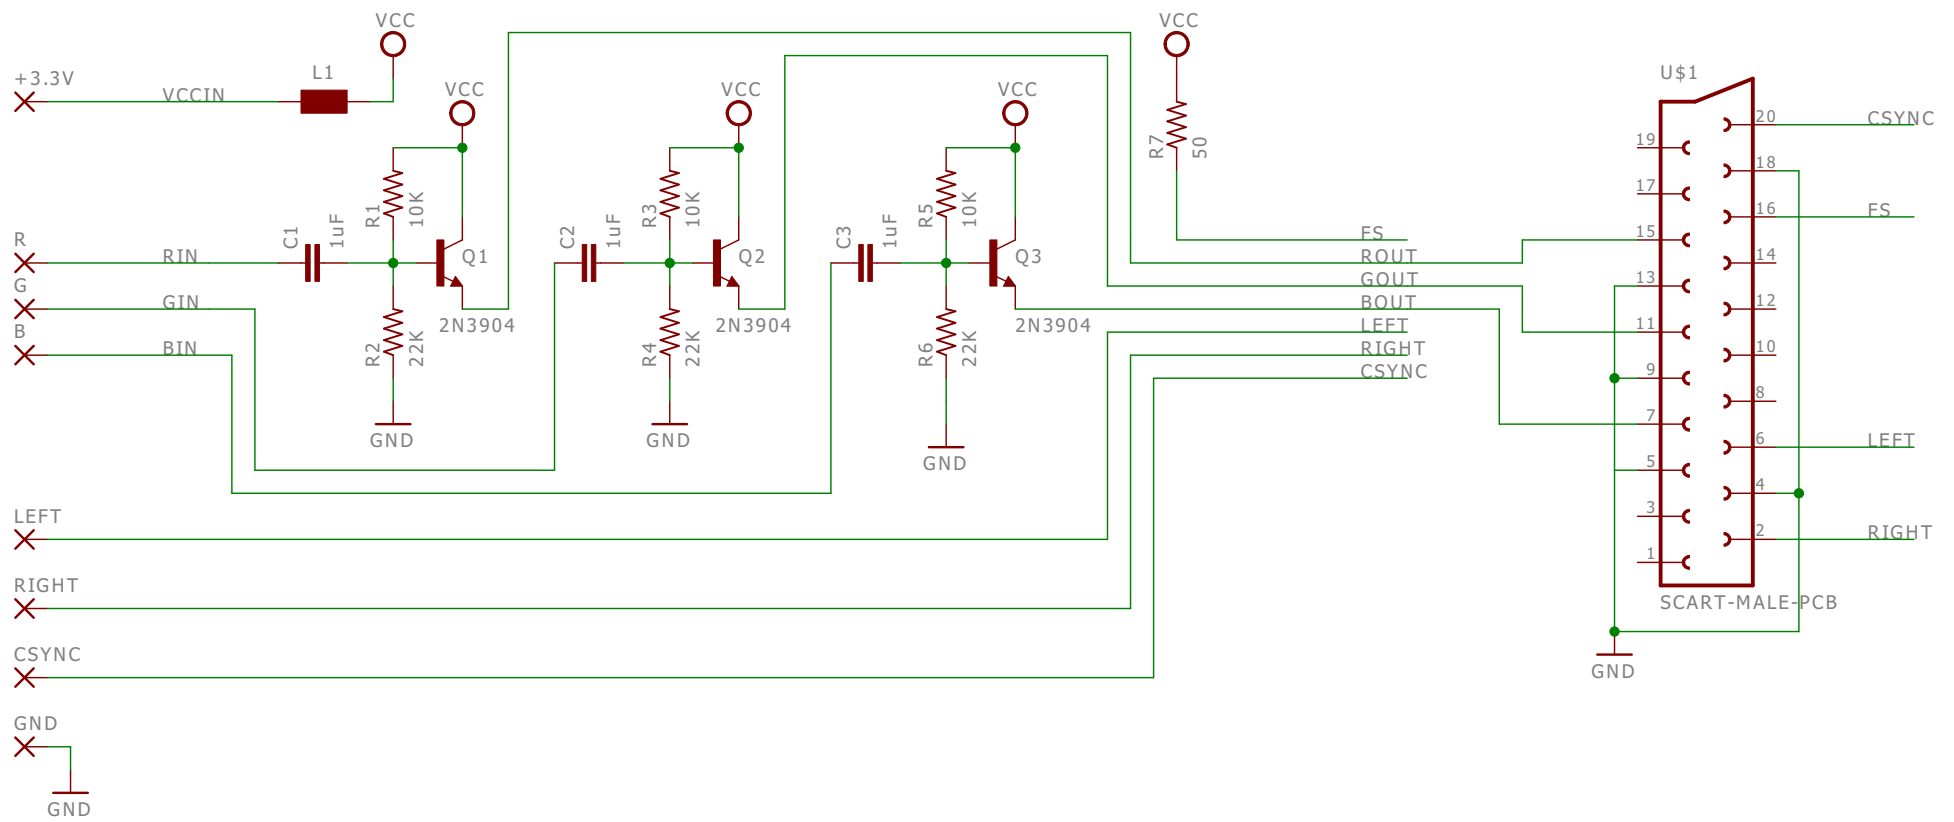 VCC
VCC
+3.3V
L1
VCCIN
VCC
VCC
VCC
U$1
R1
10K
R3
10K
R5
10K
R7
50
C1
1uF
C2
1uF
C3
1uF
R
RIN
Q1
Q2
Q3
G
GIN
B
BIN
2N3904
2N3904
2N3904
R2
22K
R4
22K
R6
22K
GND
GND
GND
FS
ROUT
GOUT
BOUT
LEFT
RIGHT
CSYNC
20
CSYNC
19
18
17
16
FS
15
14
13
12
11
10
9
8
7
6
LEFT
5
4
3
2
RIGHT
1
SCART-MALE-PCB
GND
LEFT
RIGHT
CSYNC
GND
GND